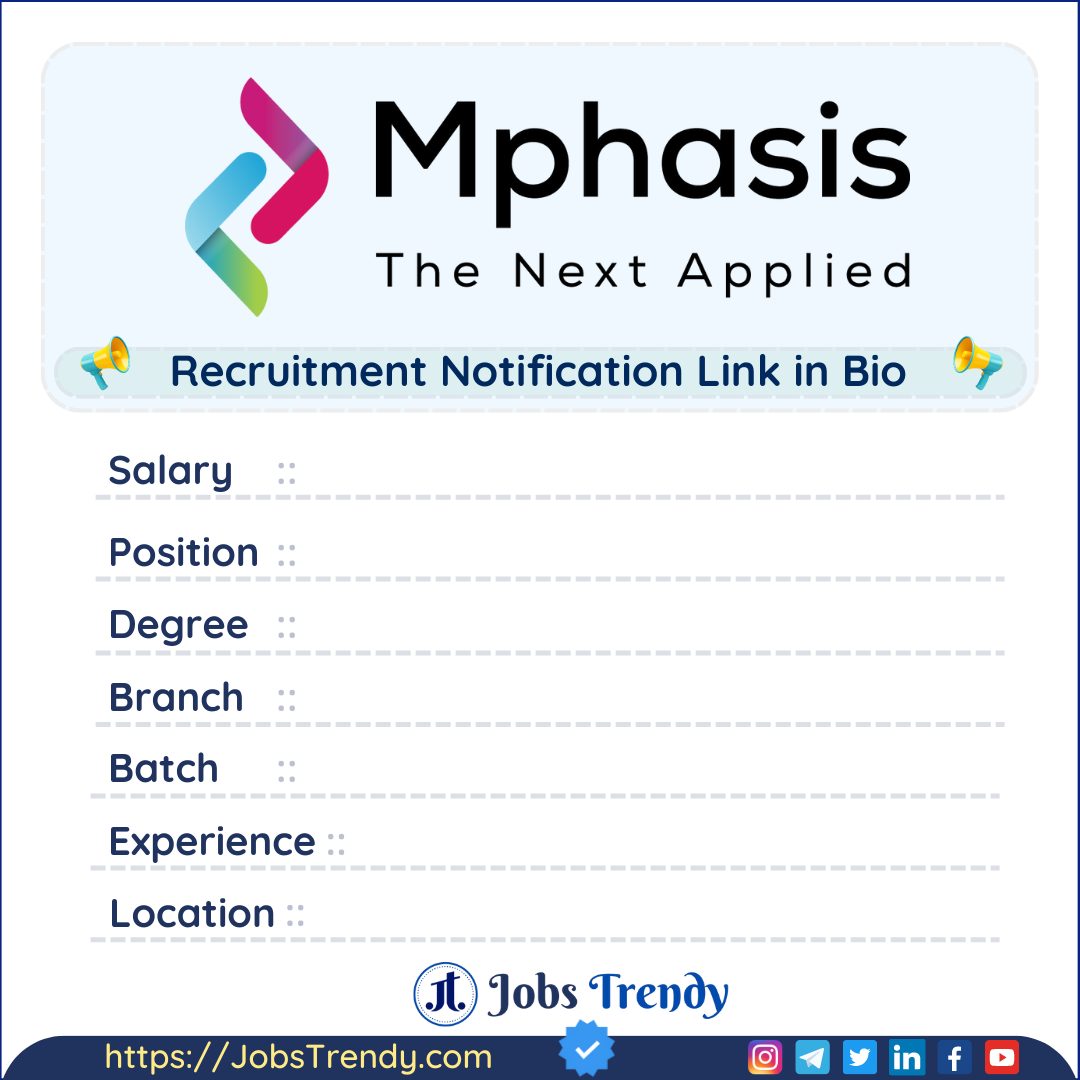 Mphasis
The Next Applied
Recruitment Notification Link in Bio
Salary ::
Position ::
Degree ::
Branch ::
Batch ::
Experience ::
Location ::
Jobs Trendy
https://JobsTrendy.com